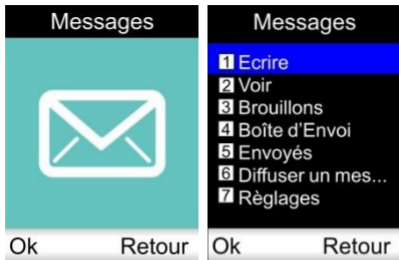 Messages
Ok Retour
Messages
1 Ecrire
2 Voir
3 Brouillons
4 Boîte d'Envoi
5 Envoyés
6 Diffuser un mes...
7 Règlages
Ok Retour